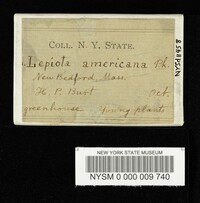 COLL. N. Y. STATE.
Lepiota americana Pk.
New Bedford, Mass.
H. P. Burt Oct.
greenhouse Young plants
NEW YORK STATE MUSEUM
NYSM 0 000 009 740